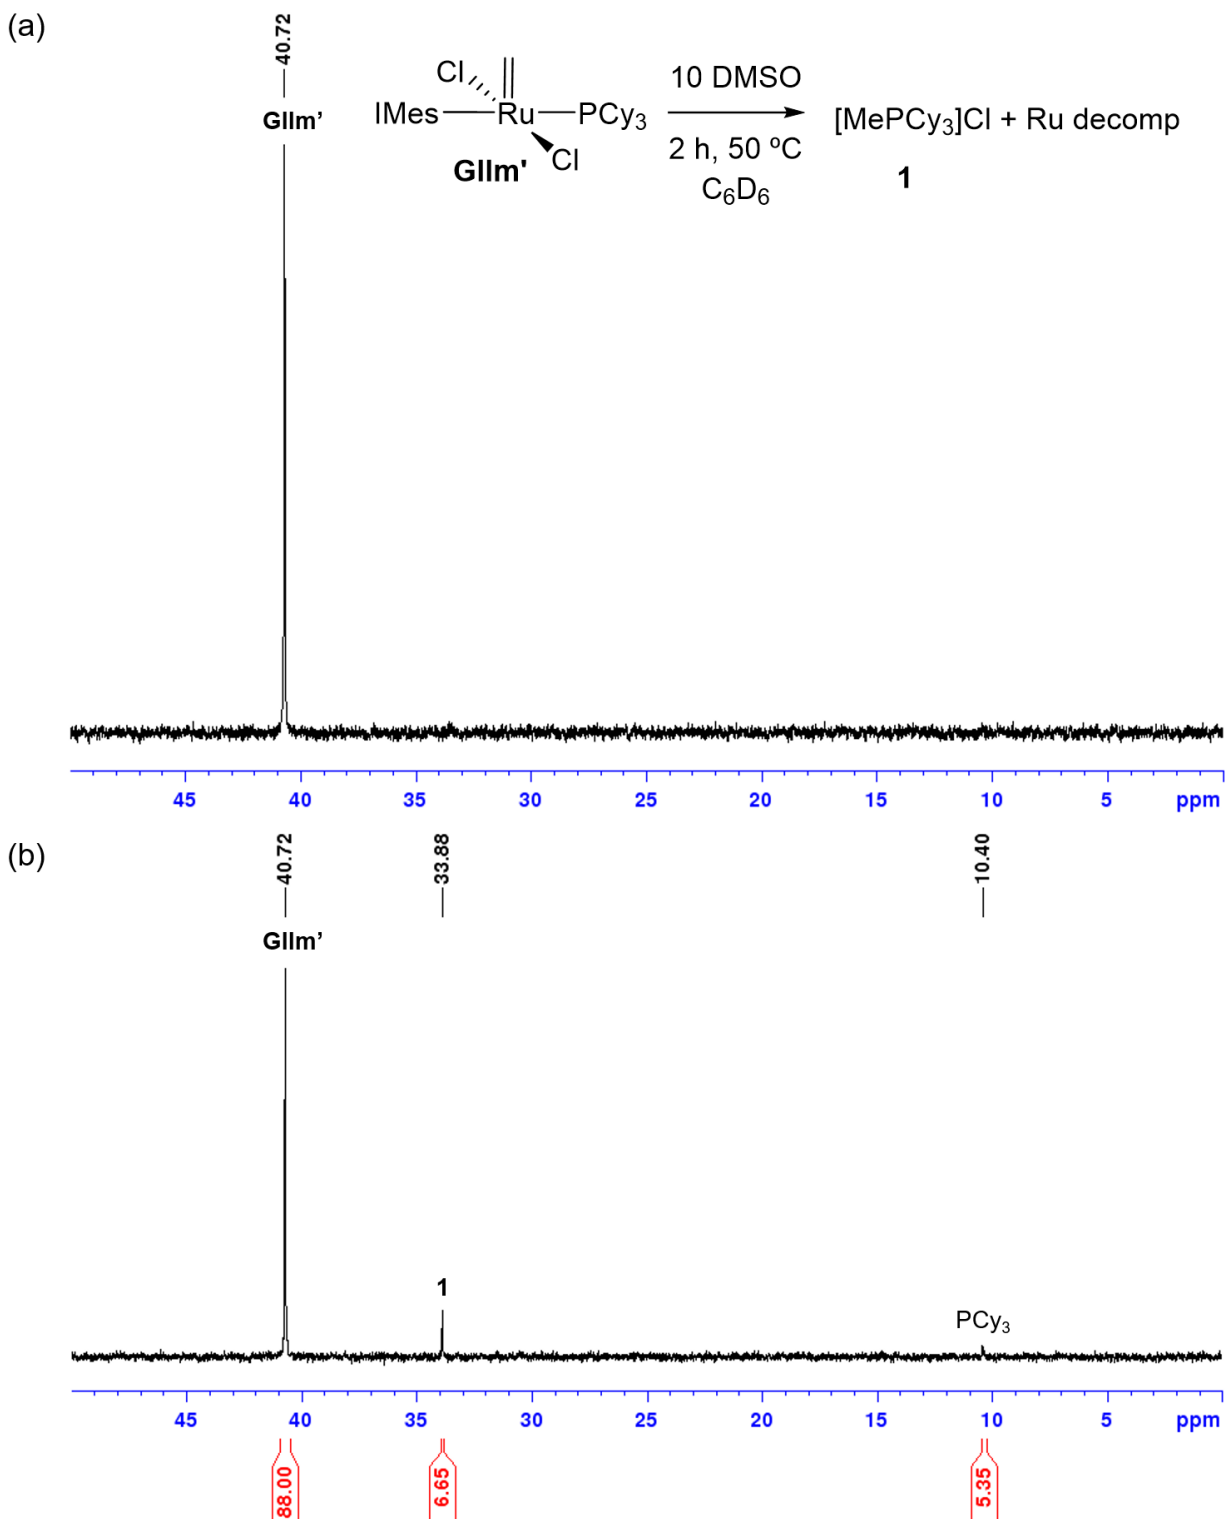 (a)
40.72
GIIm'
Cl
IMes
Ru
PCy3
Cl
GIIm'
10 DMSO
2 h, 50 ºC
C6D6
[MePCy3]Cl + Ru decomp
1
45 40 35 30 25 20 15 10 5 ppm
(b)
40.72 33.88 10.40
GIIm'
1
PCy3
45 40 35 30 25 20 15 10 5 ppm
88.00 6.65 5.35